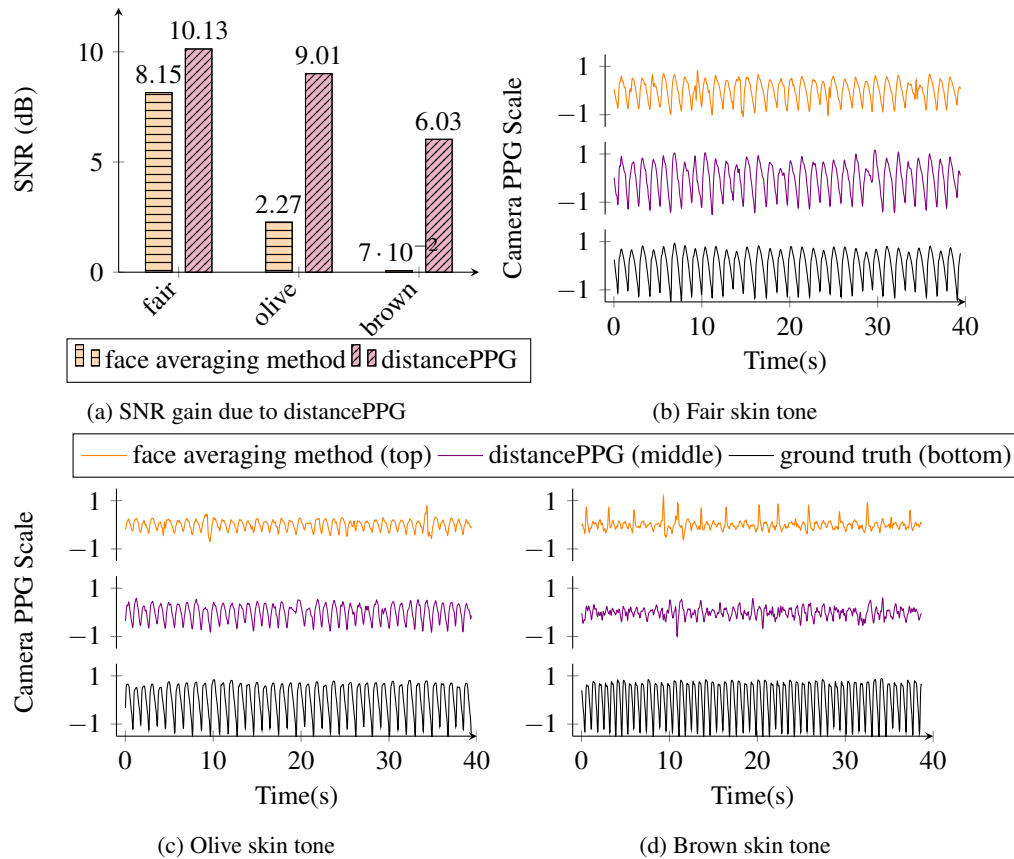 10.13
10
9.01
8.15
6.03
5
2.27
7 · 10⁻²
0
SNR (dB)
fair olive brown
face averaging method distancePPG
(a) SNR gain due to distancePPG
1
−1
1
−1
1
−1
Camera PPG Scale
0 10 20 30 40
Time(s)
(b) Fair skin tone
face averaging method (top) distancePPG (middle) ground truth (bottom)
1
−1
1
−1
1
−1
Camera PPG Scale
0 10 20 30 40
Time(s)
(c) Olive skin tone
1
−1
1
−1
1
−1
0 10 20 30 40
Time(s)
(d) Brown skin tone